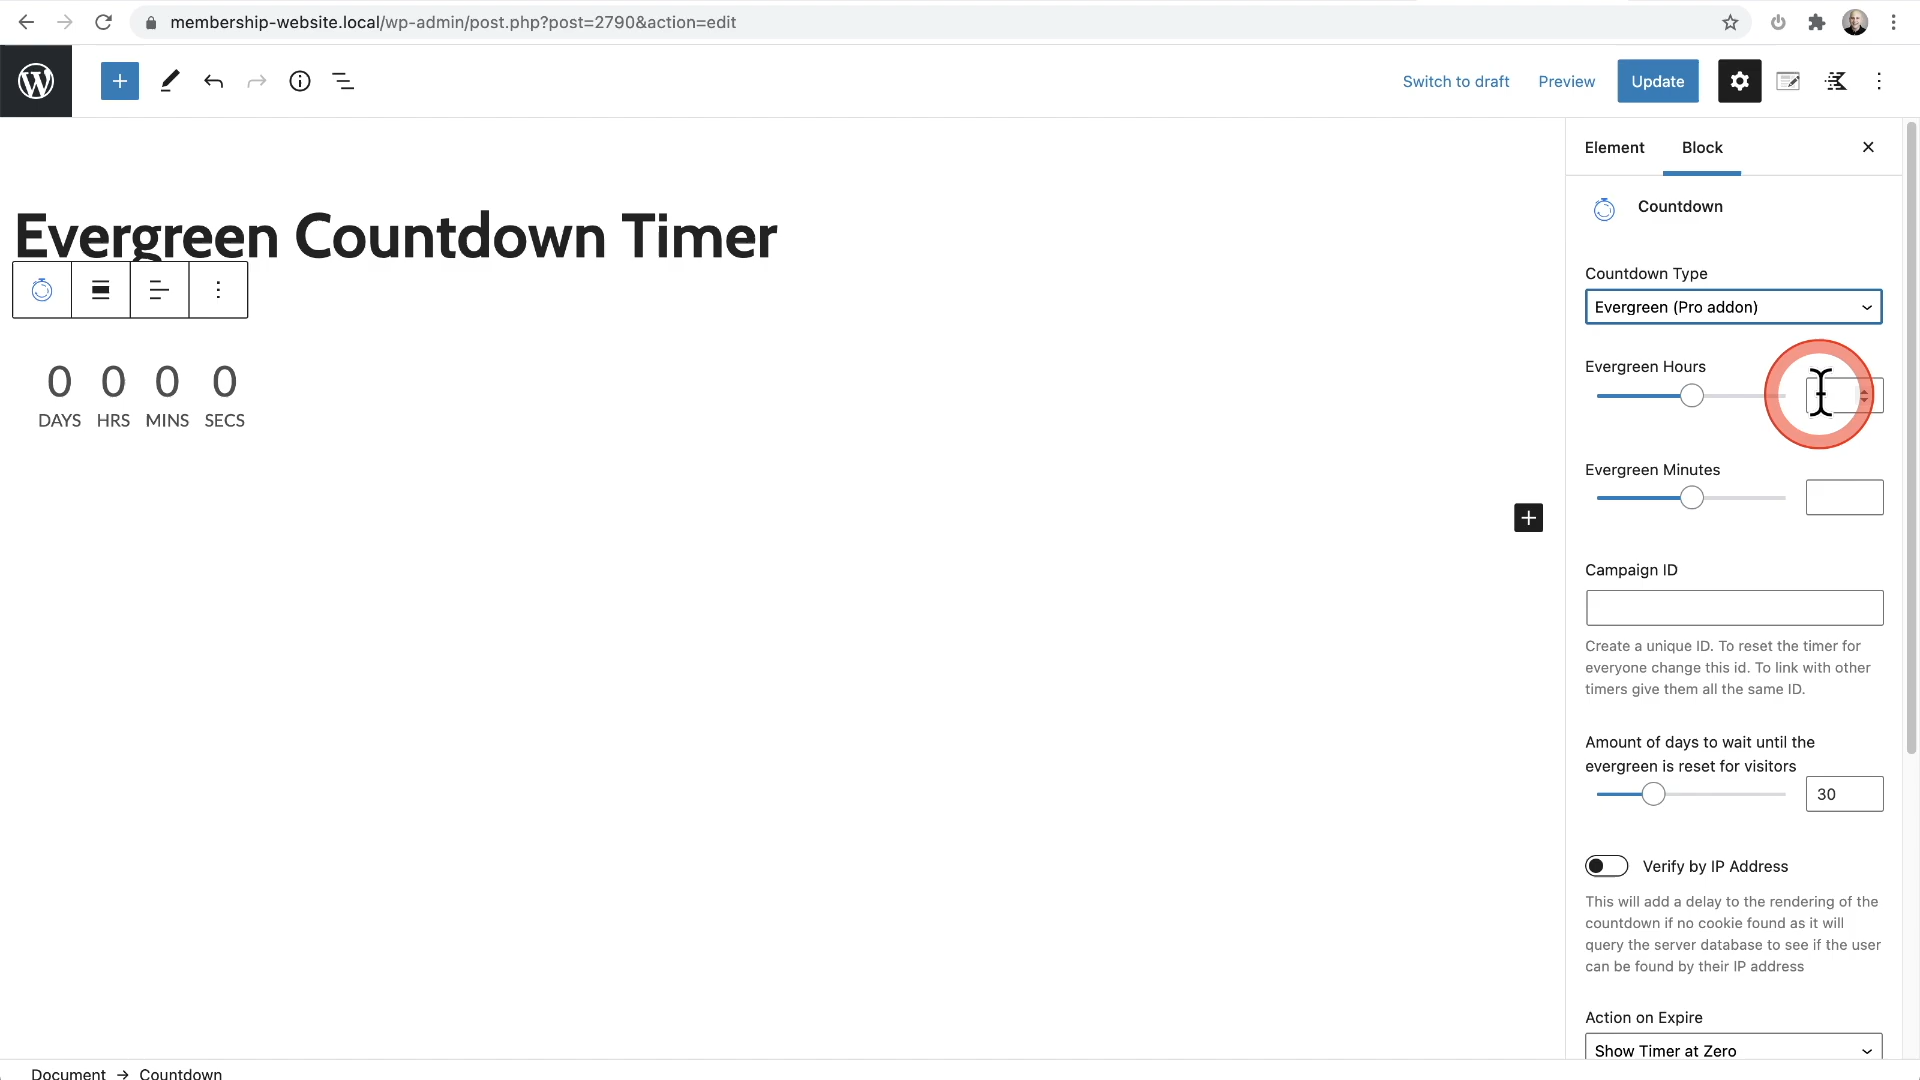 membership-website.local/wp-admin/post.php?post=2790&action=edit
Switch to draft
Preview
Update
Element
Block
Countdown
Evergreen Countdown Timer
Countdown Type
Evergreen (Pro addon)
Evergreen Hours
0 0 0 0
DAYS HRS MINS SECS
Evergreen Minutes
Campaign ID
Create a unique ID. To reset the timer for
everyone change this id. To link with other
timers give them all the same ID.
Amount of days to wait until the
evergreen is reset for visitors
30
Verify by IP Address
This will add a delay to the rendering of the
countdown if no cookie found as it will
query the server database to see if the user
can be found by their IP address
Action on Expire
Show Timer at Zero
Document → Countdown